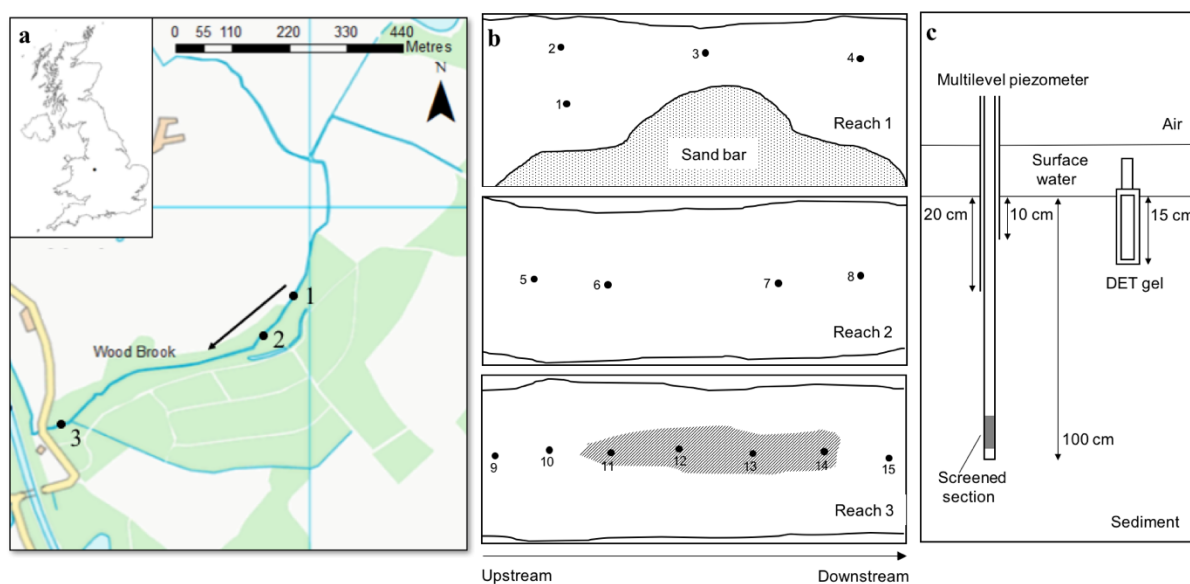 a
0 55 110 220 330 440
Metres
N
1
2
Wood Brook
3
b
2
3
4
1
Reach 1
Sand bar
5
6
7
8
Reach 2
9
10
11
12
13
14
15
Reach 3
Upstream
Downstream
c
Multilevel piezometer
Air
Surface
water
20 cm
10 cm
15 cm
DET gel
100 cm
Screened
section
Sediment